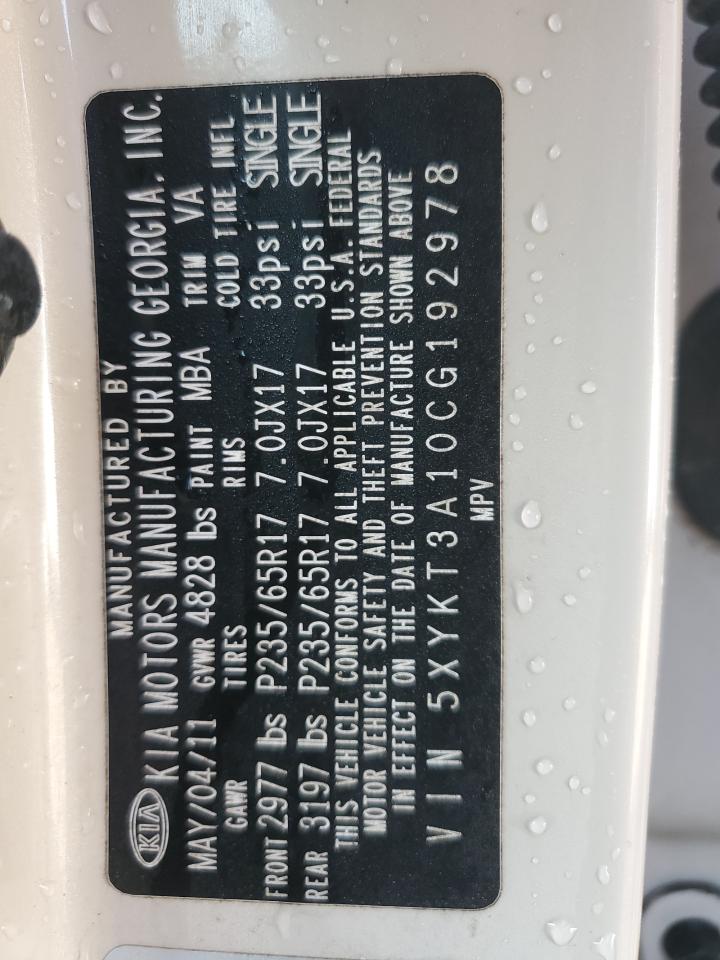 MANUFACTURED BY
KIA KIA MOTORS MANUFACTURING GEORGIA, INC.
MAY/04/11 GVWR 4828 lbs PAINT MBA TRIM VA
GAWR TIRES RIMS COLD TIRE INFL
FRONT 2977 lbs P235/65R17 7.0JX17 33psi SINGLE
REAR 3197 lbs P235/65R17 7.0JX17 33psi SINGLE
THIS VEHICLE CONFORMS TO ALL APPLICABLE U.S.A. FEDERAL
MOTOR VEHICLE SAFETY AND THEFT PREVENTION STANDARDS
IN EFFECT ON THE DATE OF MANUFACTURE SHOWN ABOVE
VIN 5XYKT3A10CG192978
MPV